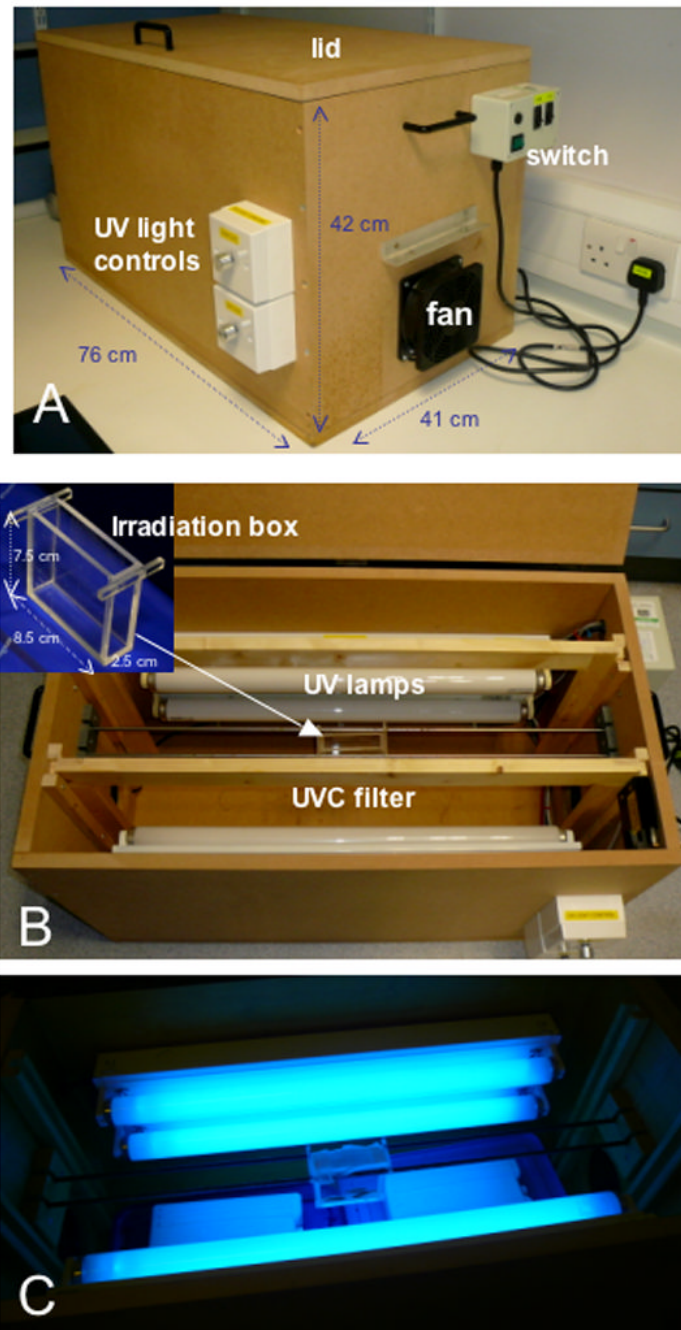 lid
switch
UV light
controls
42 cm
fan
76 cm
41 cm
A
Irradiation box
7.5 cm
8.5 cm
2.5 cm
UV lamps
UVC filter
B
C